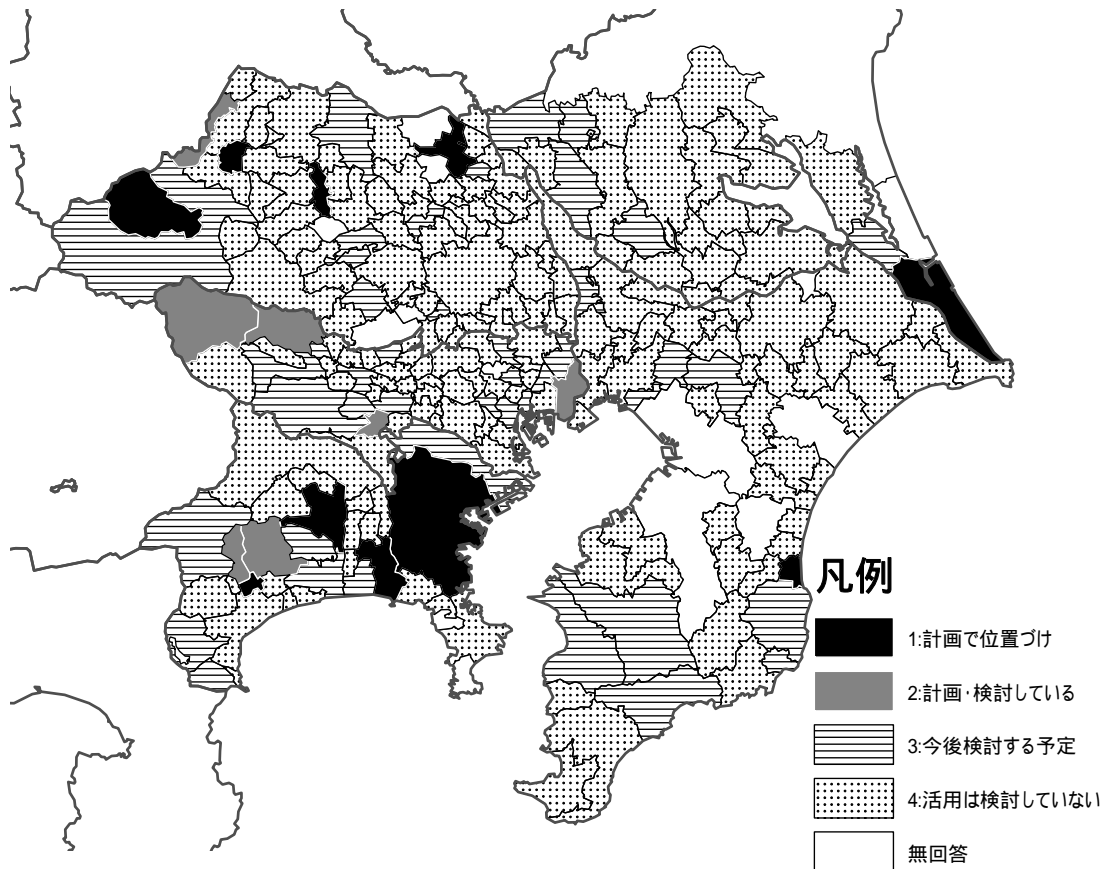 凡例
1:計画で位置づけ
2:計画・検討している
3:今後検討する予定
4:活用は検討していない
無回答